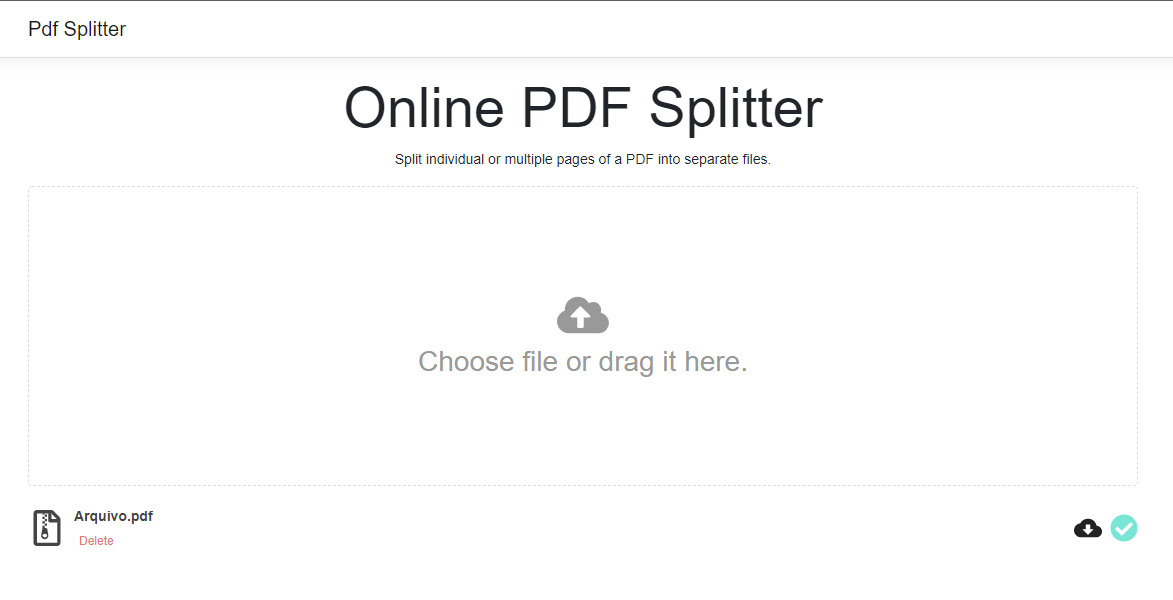 Pdf Splitter
Online PDF Splitter
Split individual or multiple pages of a PDF into separate files.
Choose file or drag it here.
Arquivo.pdf
Delete